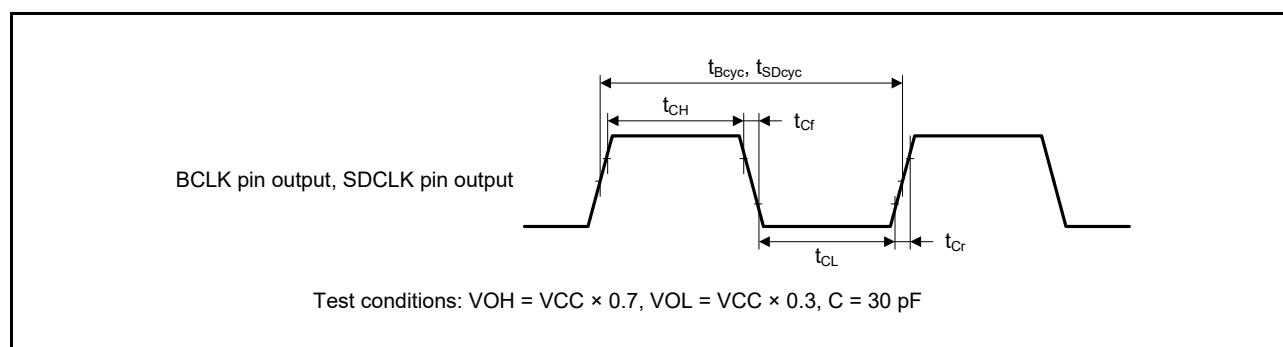 tBcyc, tSDcyc
tCH
tCf
BCLK pin output, SDCLK pin output
tCr
tCL
Test conditions: VOH = VCC × 0.7, VOL = VCC × 0.3, C = 30 pF